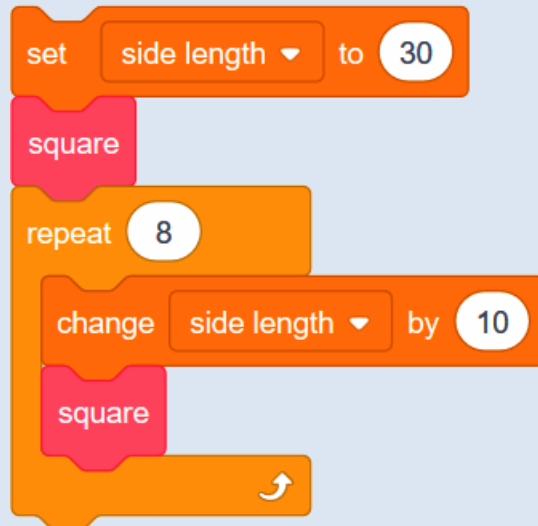 set side length to 30
square
repeat 8
change side length by 10
square